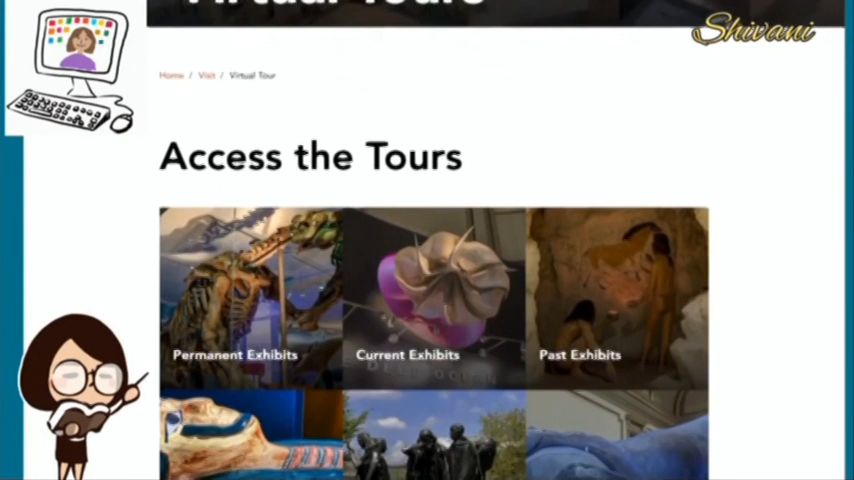 Virtual Tours
Shivani
Home / Visit / Virtual Tour
Access the Tours
Permanent Exhibits
Current Exhibits
Past Exhibits